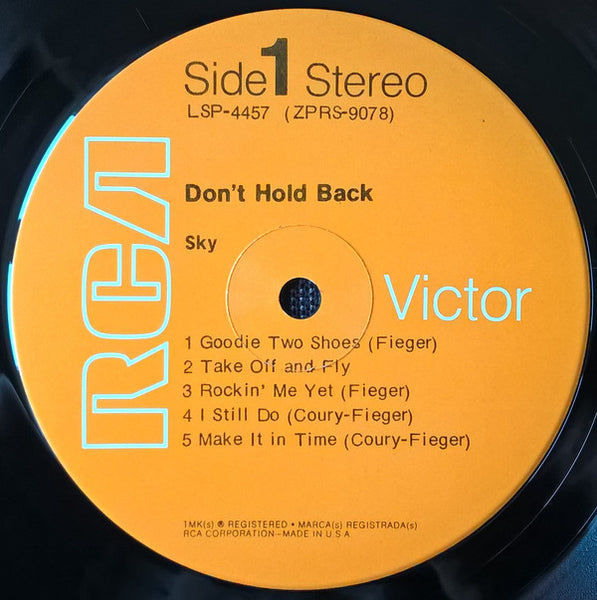 Side 1 Stereo
LSP-4457 (ZPRS-9078)
RCA Victor
Don't Hold Back
Sky
1 Goodie Two Shoes (Fieger)
2 Take Off and Fly
3 Rockin' Me Yet (Fieger)
4 I Still Do (Coury-Fieger)
5 Make It in Time (Coury-Fieger)
TMK(s) ® REGISTERED • MARCA(s) REGISTRADA(s)
RCA CORPORATION—MADE IN U.S.A